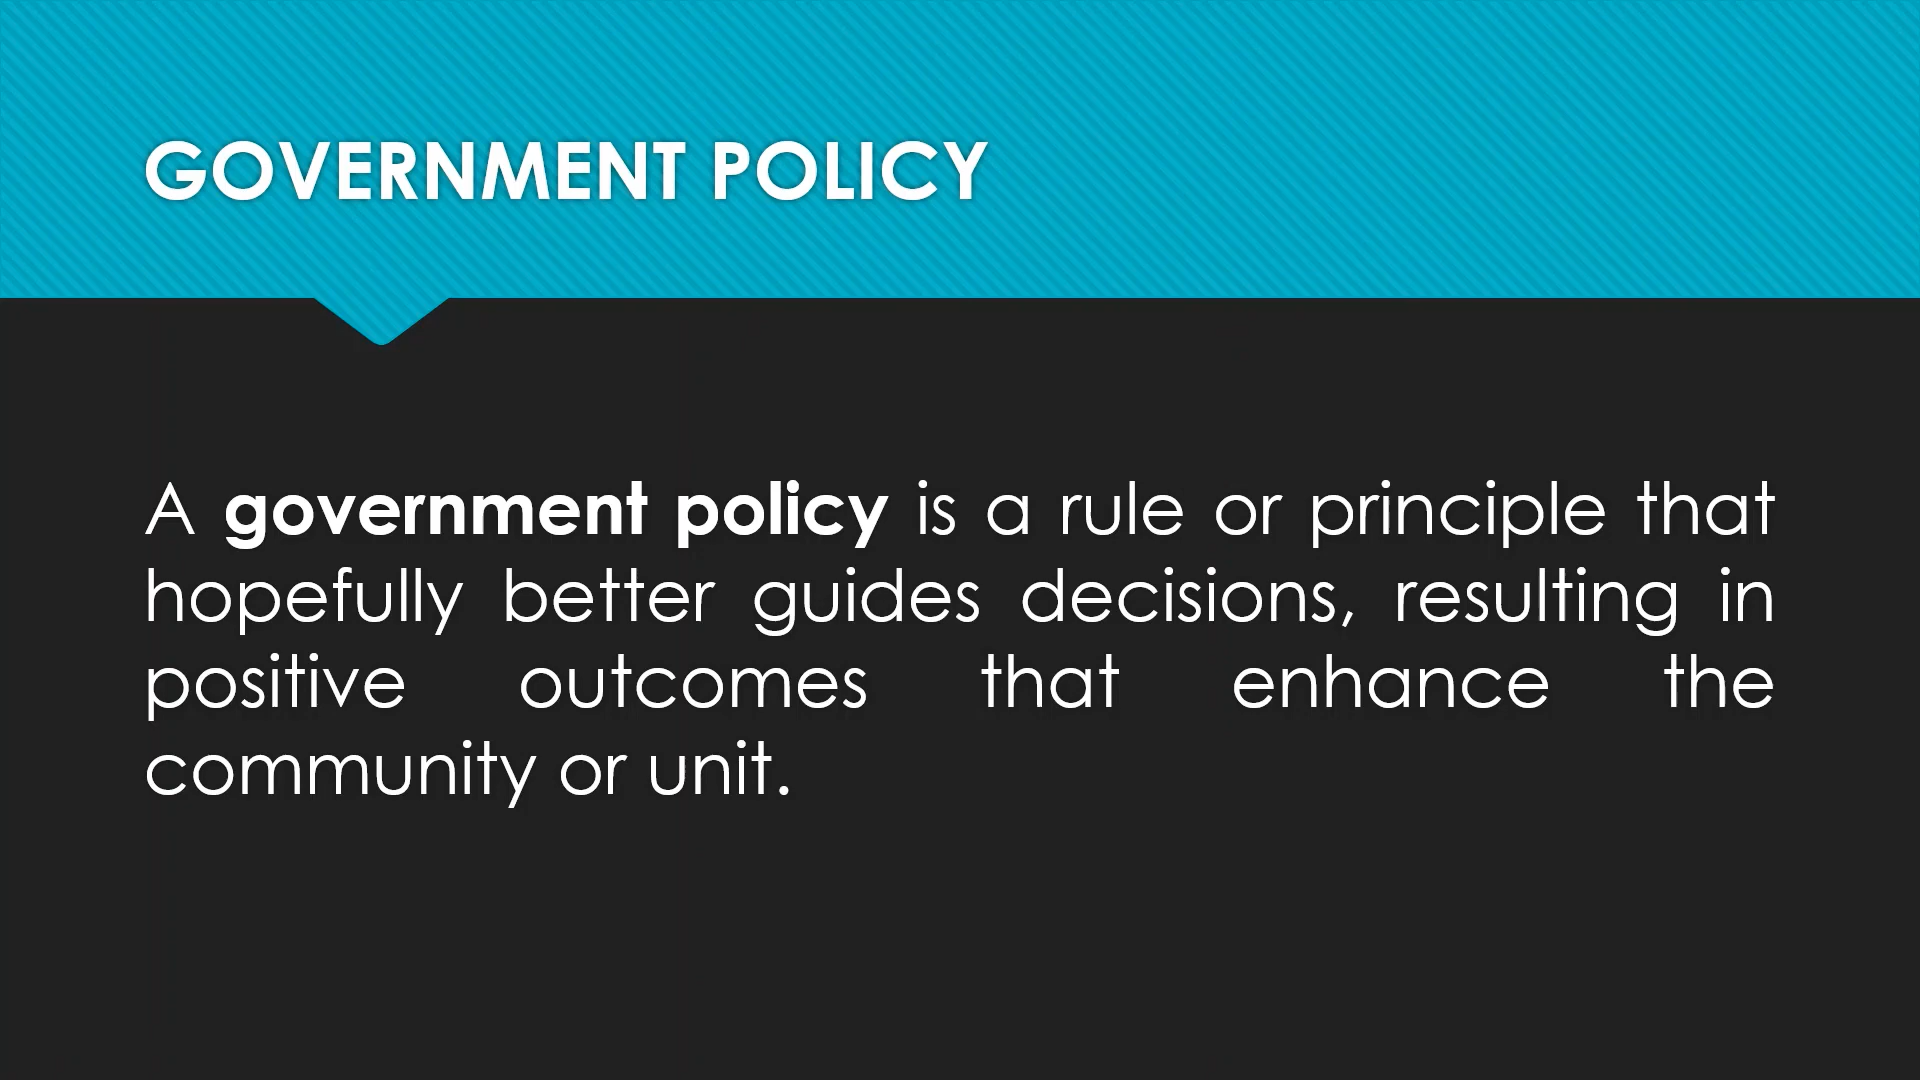 GOVERNMENT POLICY
A government policy is a rule or principle that
hopefully better guides decisions, resulting in
positive outcomes that enhance the
community or unit.